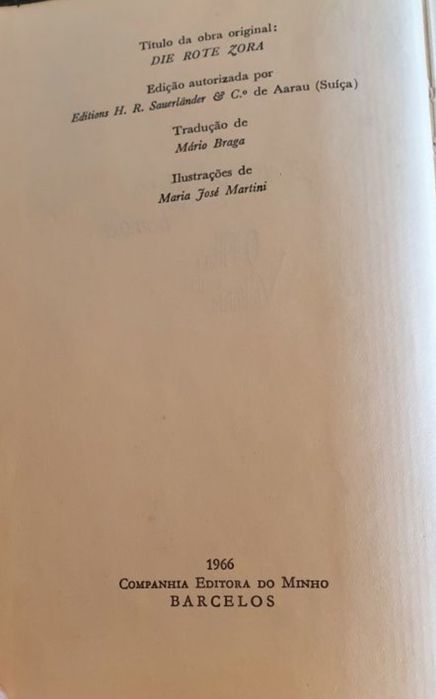 Título da obra original:
DIE ROTE ZORA
Edição autorizada por
Editions H. R. Sauerländer & C.º de Aarau (Suíça)
Tradução de
Mário Braga
Ilustrações de
Maria José Martini
1966
COMPANHIA EDITORA DO MINHO
BARCELOS